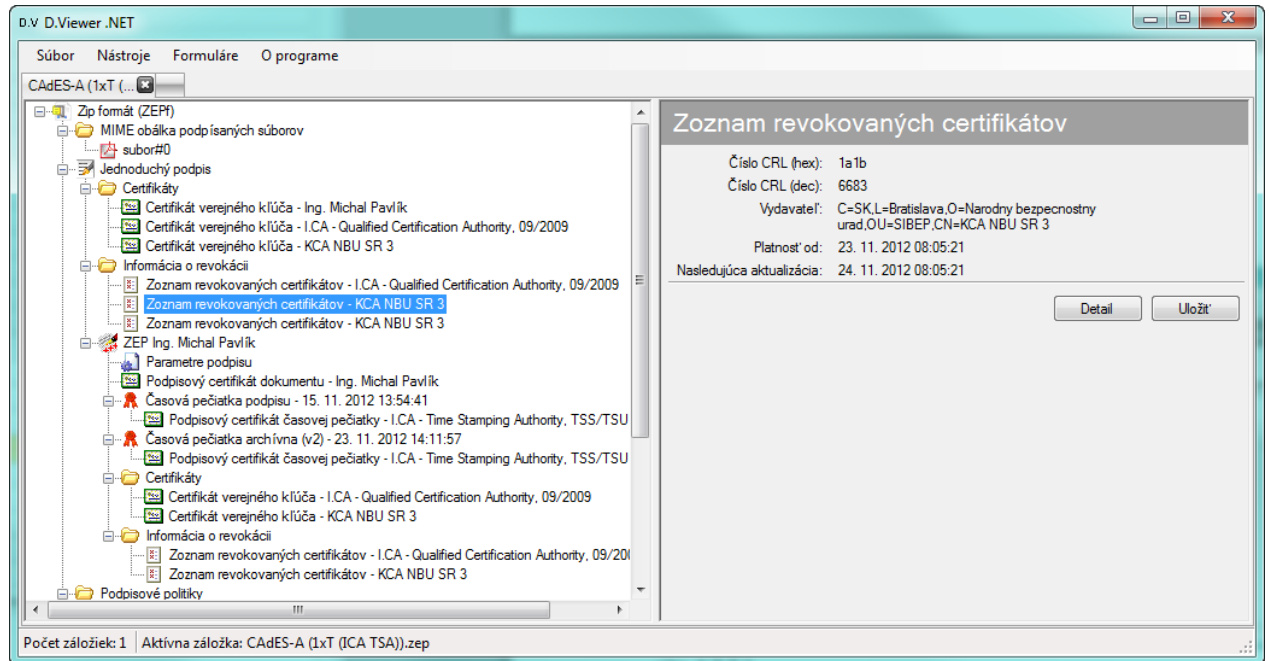 D.V D.Viewer .NET
Súbor Nástroje Formuláre O programe
CAdES-A (1xT (...
Zip formát (ZEPf)
MIME obálka podpísaných súborov
subor#0
Jednoduchý podpis
Certifikáty
Certifikát verejného kľúča - Ing. Michal Pavlík
Certifikát verejného kľúča - I.CA - Qualified Certification Authority, 09/2009
Certifikát verejného kľúča - KCA NBU SR 3
Informácia o revokácii
Zoznam revokovaných certifikátov - I.CA - Qualified Certification Authority, 09/2009
Zoznam revokovaných certifikátov - KCA NBU SR 3
Zoznam revokovaných certifikátov - KCA NBU SR 3
ZEP Ing. Michal Pavlík
Parametre podpisu
Podpisový certifikát dokumentu - Ing. Michal Pavlík
Časová pečiatka podpisu - 15. 11. 2012 13:54:41
Podpisový certifikát časovej pečiatky - I.CA - Time Stamping Authority, TSS/TSU
Časová pečiatka archívna (v2) - 23. 11. 2012 14:11:57
Podpisový certifikát časovej pečiatky - I.CA - Time Stamping Authority, TSS/TSU
Certifikáty
Certifikát verejného kľúča - I.CA - Qualified Certification Authority, 09/2009
Certifikát verejného kľúča - KCA NBU SR 3
Informácia o revokácii
Zoznam revokovaných certifikátov - I.CA - Qualified Certification Authority, 09/200
Zoznam revokovaných certifikátov - KCA NBU SR 3
Podpisové politiky
Zoznam revokovaných certifikátov
Číslo CRL (hex): 1a1b
Číslo CRL (dec): 6683
Vydavateľ: C=SK,L=Bratislava,O=Narodny bezpecnostny
urad,OU=SIBEP,CN=KCA NBU SR 3
Platnosť od: 23. 11. 2012 08:05:21
Nasledujúca aktualizácia: 24. 11. 2012 08:05:21
Detail Uložiť
Počet záložiek: 1 Aktívna záložka: CAdES-A (1xT (ICA TSA)).zep